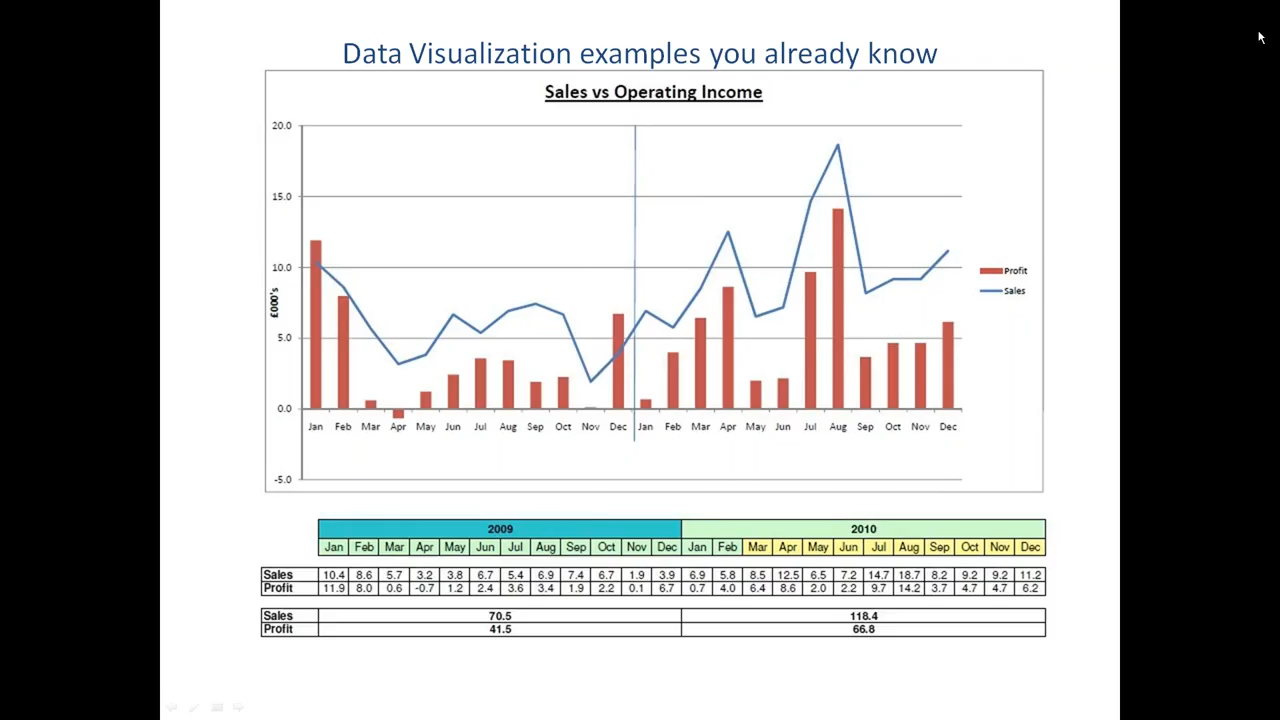 Data Visualization examples you already know
Sales vs Operating Income
20.0
15.0
10.0
5.0
0.0
-5.0
£000's
Profit
Sales
Jan Feb Mar Apr May Jun Jul Aug Sep Oct Nov Dec Jan Feb Mar Apr May Jun Jul Aug Sep Oct Nov Dec
2009 2010
Jan Feb Mar Apr May Jun Jul Aug Sep Oct Nov Dec Jan Feb Mar Apr May Jun Jul Aug Sep Oct Nov Dec
Sales 10.4 8.6 5.7 3.2 3.8 6.7 5.4 6.9 7.4 6.7 1.9 3.9 6.9 5.8 8.5 12.5 6.5 7.2 14.7 18.7 8.2 9.2 9.2 11.2
Profit 11.9 8.0 0.6 -0.7 1.2 2.4 3.6 3.4 1.9 2.2 0.1 6.7 0.7 4.0 6.4 8.6 2.0 2.2 9.7 14.2 3.7 4.7 4.7 6.2
Sales 70.5 118.4
Profit 41.5 66.8